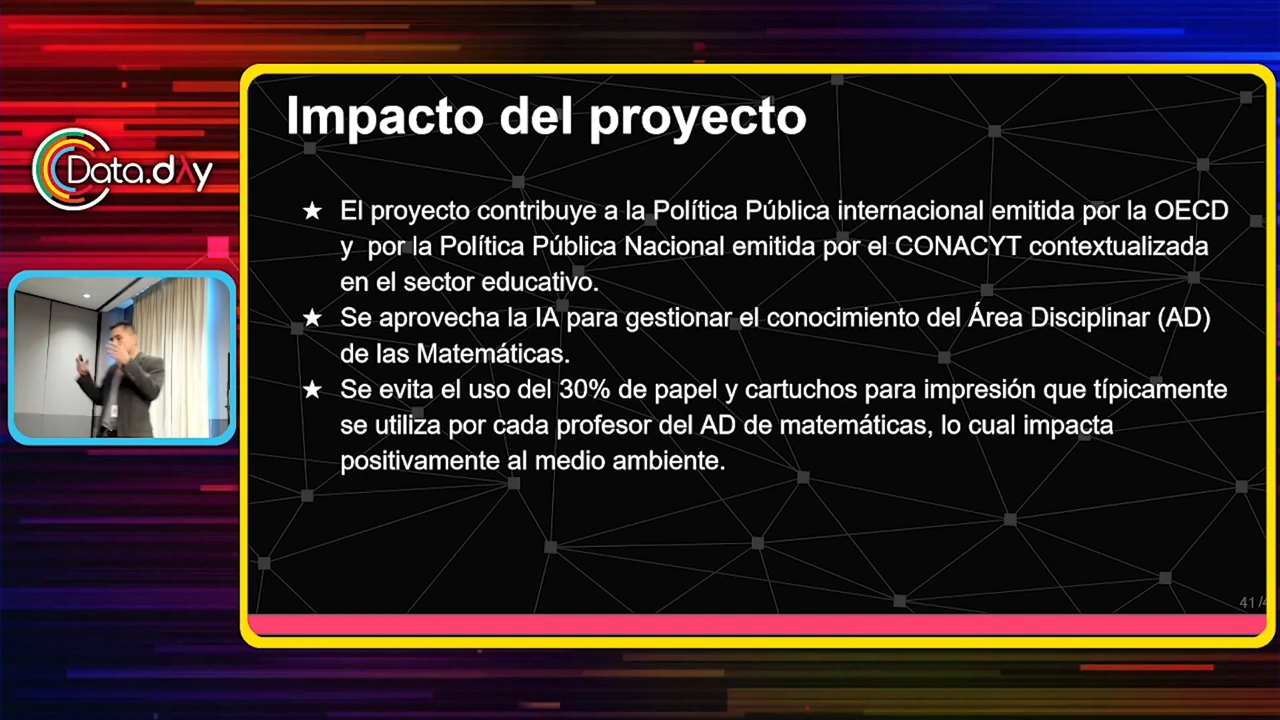 Impacto del proyecto
Data.dAy
★ El proyecto contribuye a la Política Pública internacional emitida por la OECD
y por la Política Pública Nacional emitida por el CONACYT contextualizada
en el sector educativo.
★ Se aprovecha la IA para gestionar el conocimiento del Área Disciplinar (AD)
de las Matemáticas.
★ Se evita el uso del 30% de papel y cartuchos para impresión que típicamente
se utiliza por cada profesor del AD de matemáticas, lo cual impacta
positivamente al medio ambiente.
41/4